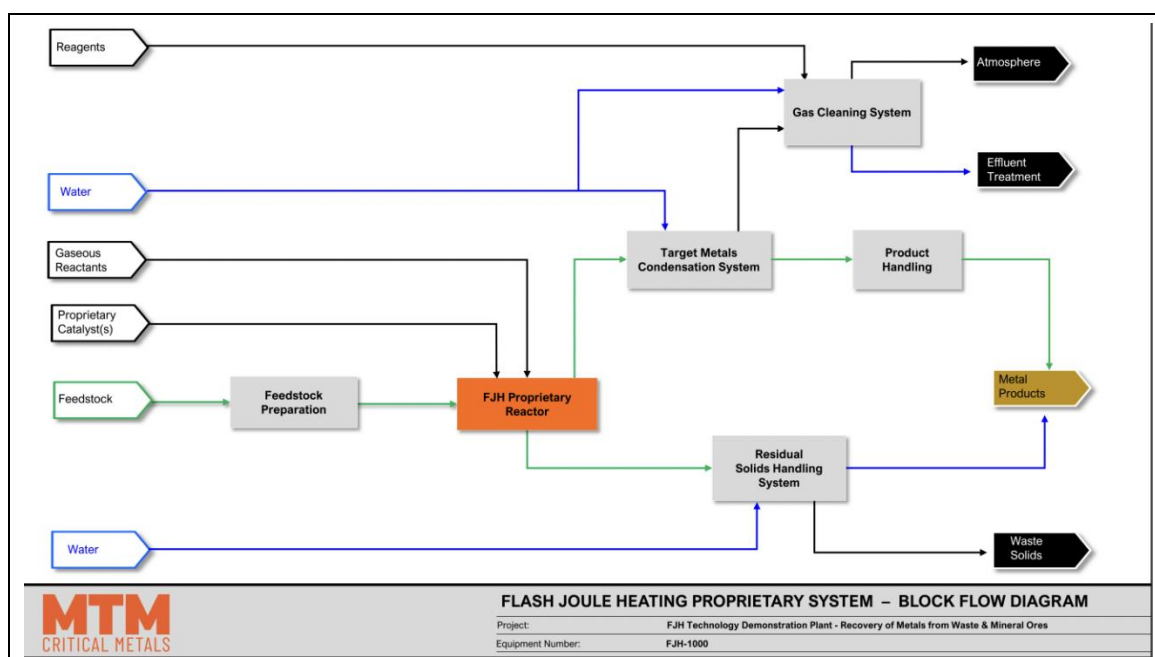 Reagents
Atmosphere
Gas Cleaning System
Effluent
Treatment
Water
Target Metals
Condensation System
Product
Handling
Gaseous
Reactants
Proprietary
Catalyst(s)
Feedstock
Feedstock
Preparation
FJH Proprietary
Reactor
Metal
Products
Residual
Solids Handling
System
Water
Waste
Solids
MTM
CRITICAL METALS
FLASH JOULE HEATING PROPRIETARY SYSTEM – BLOCK FLOW DIAGRAM
Project: FJH Technology Demonstration Plant - Recovery of Metals from Waste & Mineral Ores
Equipment Number: FJH-1000